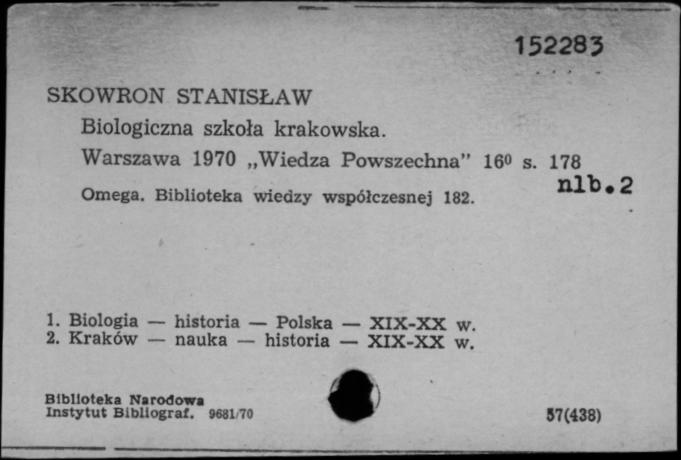 152283
SKOWRON STANISŁAW
Biologiczna szkoła krakowska.
Warszawa 1970 „Wiedza Powszechna” 16⁰ s. 178
nlb.2
Omega. Biblioteka wiedzy współczesnej 182.
1. Biologia — historia — Polska — XIX-XX w.
2. Kraków — nauka — historia — XIX-XX w.
Biblioteka Narodowa
Instytut Bibliograf. 9681/70
57(438)